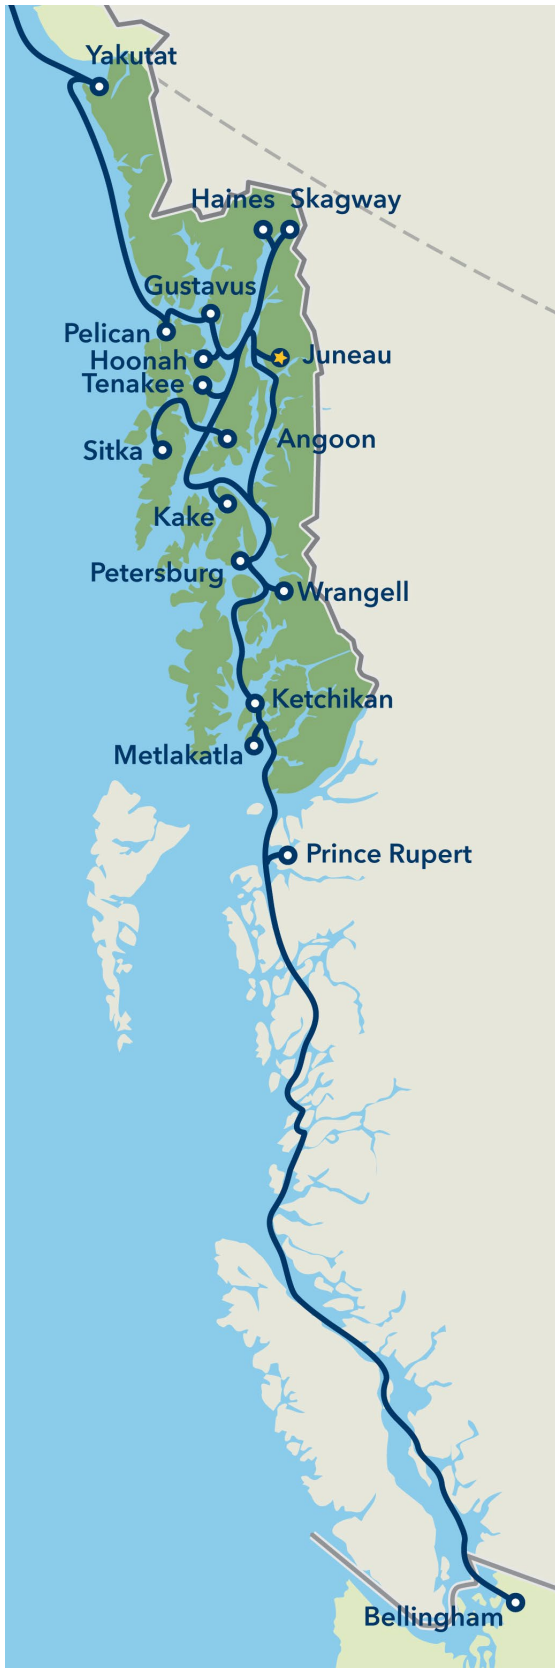 Yakutat
Haines
Skagway
Gustavus
Pelican
Hoonah
Juneau
Tenakee
Angoon
Sitka
Kake
Petersburg
Wrangell
Ketchikan
Metlakatla
Prince Rupert
Bellingham